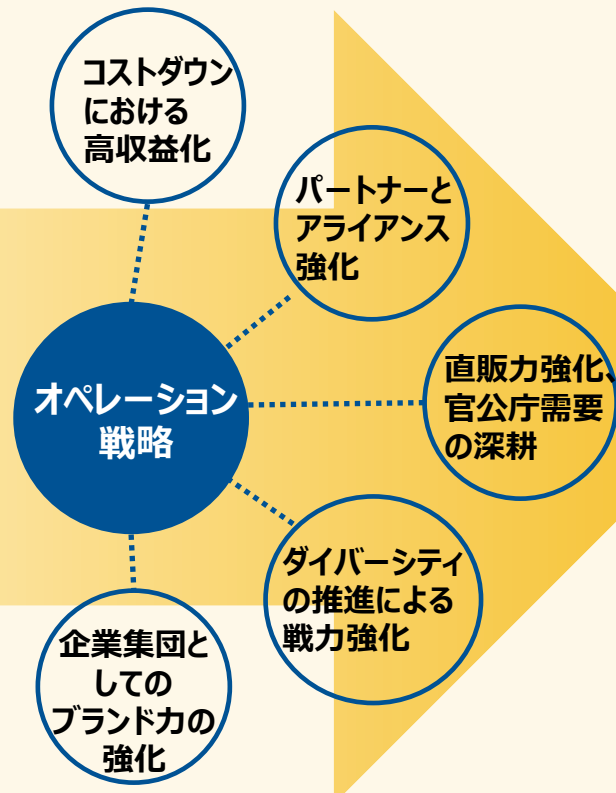 コストダウン
における
高収益化
パートナーと
アライアンス
強化
直販力強化、
官公庁需要
の深耕
オペレーション
戦略
ダイバーシティ
の推進による
戦力強化
企業集団と
しての
ブランド力の
強化